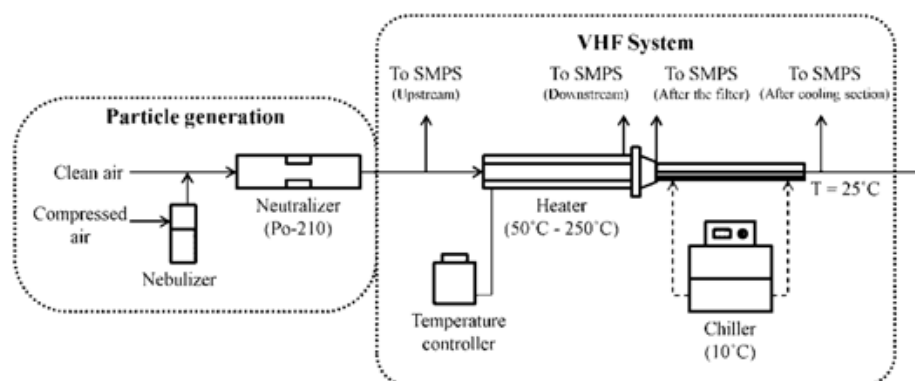 VHF System
To SMPS
(Upstream)
To SMPS
(Downstream)
To SMPS
(After the filter)
To SMPS
(After cooling section)
Particle generation
Clean air
Compressed
air
Nebulizer
Neutralizer
(Po-210)
Heater
(50˚C - 250˚C)
T = 25˚C
Temperature
controller
Chiller
(10˚C)